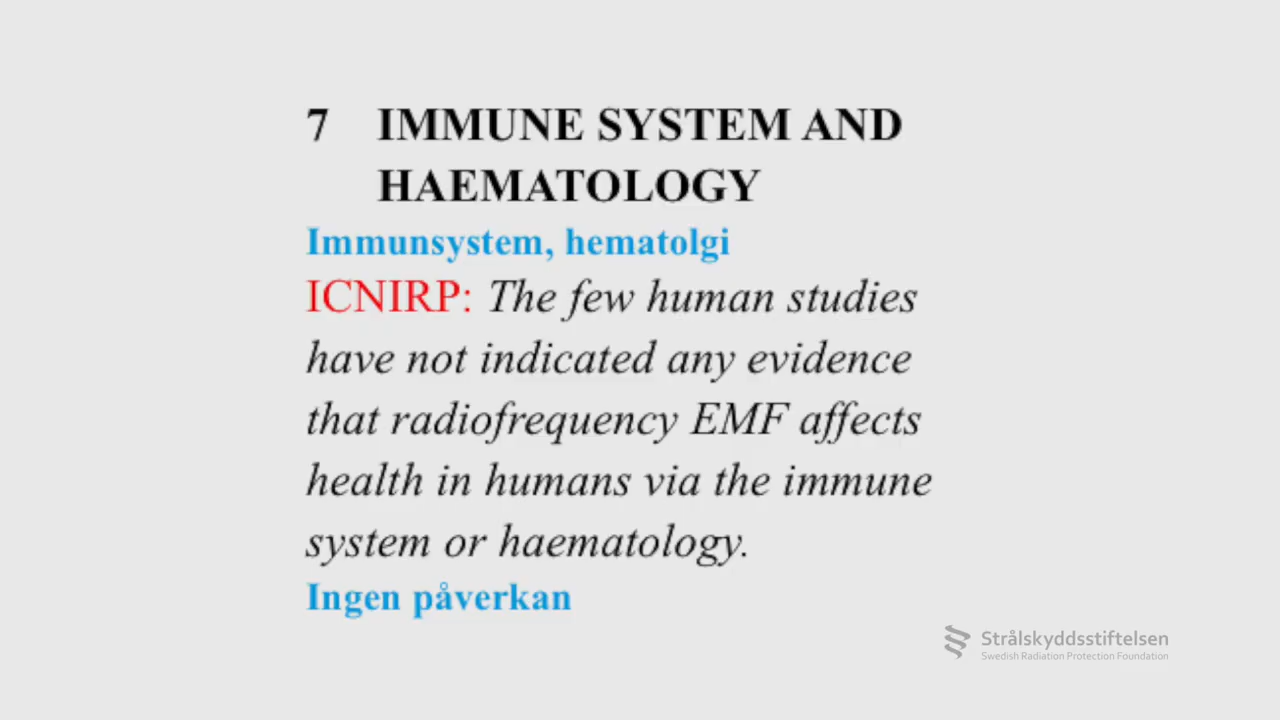 7 IMMUNE SYSTEM AND
HAEMATOLOGY
Immunsystem, hematolgi
ICNIRP: The few human studies
have not indicated any evidence
that radiofrequency EMF affects
health in humans via the immune
system or haematology.
Ingen påverkan
Strålskyddsstiftelsen
Swedish Radiation Protection Foundation